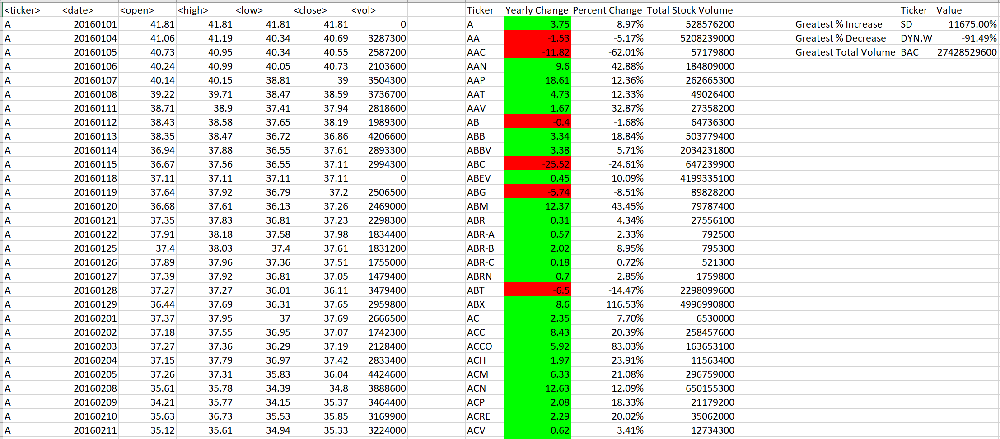 <ticker> <date> <open> <high> <low> <close> <vol> Ticker Yearly Change Percent Change Total Stock Volume Ticker Value
A 20160101 41.81 41.81 41.81 41.81 0 A 3.75 8.97% 528576200 Greatest % Increase SD 11675.00%
A 20160104 41.06 41.19 40.34 40.69 3287300 AA -1.53 -5.17% 5208239000 Greatest % Decrease DYN.W -91.49%
A 20160105 40.73 40.95 40.34 40.55 2587200 AAC -11.82 -62.01% 57179800 Greatest Total Volume BAC 27428529600
A 20160106 40.24 40.99 40.05 40.73 2103600 AAN 9.6 42.88% 184809000
A 20160107 40.14 40.15 38.81 39 3504300 AAP 18.61 12.36% 262665300
A 20160108 39.22 39.71 38.47 38.59 3736700 AAT 4.73 12.33% 49026400
A 20160111 38.71 38.9 37.41 37.94 2818600 AAV 1.67 32.87% 27358200
A 20160112 38.43 38.58 37.65 38.19 1989300 AB -0.4 -1.68% 64736300
A 20160113 38.35 38.47 36.72 36.86 4206600 ABB 3.34 18.84% 503779400
A 20160114 36.94 37.88 36.55 37.61 2893300 ABBV 3.38 5.71% 2034231800
A 20160115 36.67 37.56 36.55 37.11 2994300 ABC -25.52 -24.61% 647239900
A 20160118 37.11 37.11 37.11 37.11 0 ABEV 0.45 10.09% 4199335100
A 20160119 37.64 37.92 36.79 37.2 2506500 ABG -5.74 -8.51% 89828200
A 20160120 36.68 37.61 36.13 37.26 2469000 ABM 12.37 43.45% 79787400
A 20160121 37.35 37.83 36.81 37.23 2298300 ABR 0.31 4.34% 27556100
A 20160122 37.91 38.18 37.58 37.98 1834400 ABR-A 0.57 2.33% 792500
A 20160125 37.4 38.03 37.4 37.61 1831200 ABR-B 2.02 8.95% 795300
A 20160126 37.89 37.96 37.36 37.51 1755000 ABR-C 0.18 0.72% 521300
A 20160127 37.39 37.92 36.81 37.05 1479400 ABRN 0.7 2.85% 1759800
A 20160128 37.27 37.27 36.01 36.11 3479400 ABT -6.5 -14.47% 2298099600
A 20160129 36.44 37.69 36.31 37.65 2959800 ABX 8.6 116.53% 4996990800
A 20160201 37.37 37.95 37 37.69 2666500 AC 2.35 7.70% 6530000
A 20160202 37.18 37.55 36.95 37.07 1742300 ACC 8.43 20.39% 258457600
A 20160203 37.27 37.36 36.29 37.19 2128400 ACCO 5.92 83.03% 163653100
A 20160204 37.15 37.79 36.97 37.42 2833400 ACH 1.97 23.91% 11563400
A 20160205 37.26 37.31 35.83 36.04 4424600 ACM 6.33 21.08% 296759000
A 20160208 35.61 35.78 34.39 34.8 3888600 ACN 12.63 12.09% 650155300
A 20160209 34.21 35.77 34.15 35.37 3464400 ACP 2.08 18.33% 21179200
A 20160210 35.63 36.73 35.53 35.85 3169900 ACRE 2.29 20.02% 35062000
A 20160211 35.12 35.61 34.94 35.33 3224000 ACV 0.62 3.41% 12734300